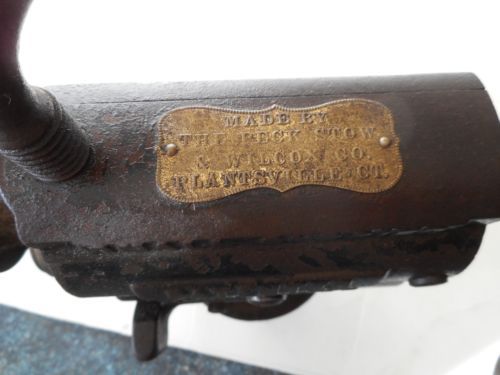 MADE BY
THE PECK STOW
& WILCOX CO.
PLANTSVILLE, CT.